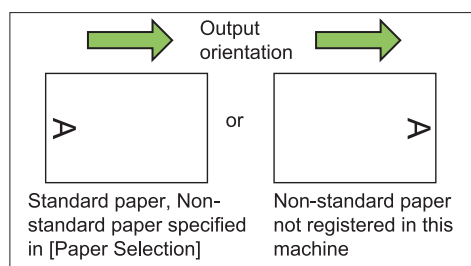 Output
orientation
A
or
A
Standard paper, Non-
standard paper specified
in [Paper Selection]
Non-standard paper
not registered in this
machine